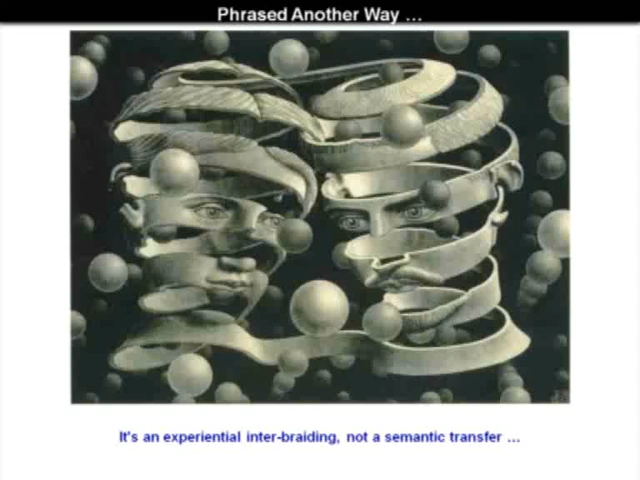 Phrased Another Way …
It's an experiential inter-braiding, not a semantic transfer …